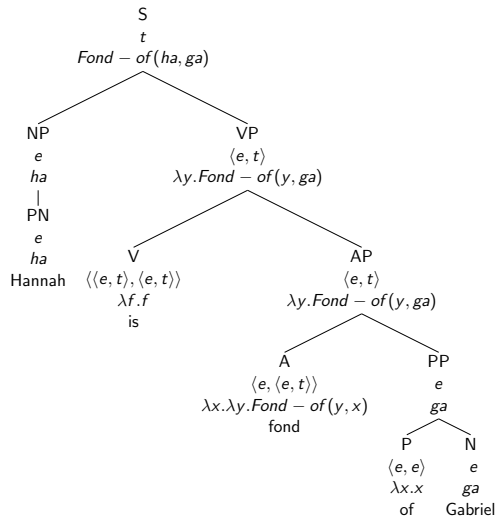 S
t
Fond − of(ha, ga)
NP
e
ha
PN
e
ha
Hannah
VP
⟨e, t⟩
λy.Fond − of(y, ga)
V
⟨⟨e, t⟩, ⟨e, t⟩⟩
λf.f
is
AP
⟨e, t⟩
λy.Fond − of(y, ga)
A
⟨e, ⟨e, t⟩⟩
λx.λy.Fond − of(y, x)
fond
PP
e
ga
P
⟨e, e⟩
λx.x
of
N
e
ga
Gabriel